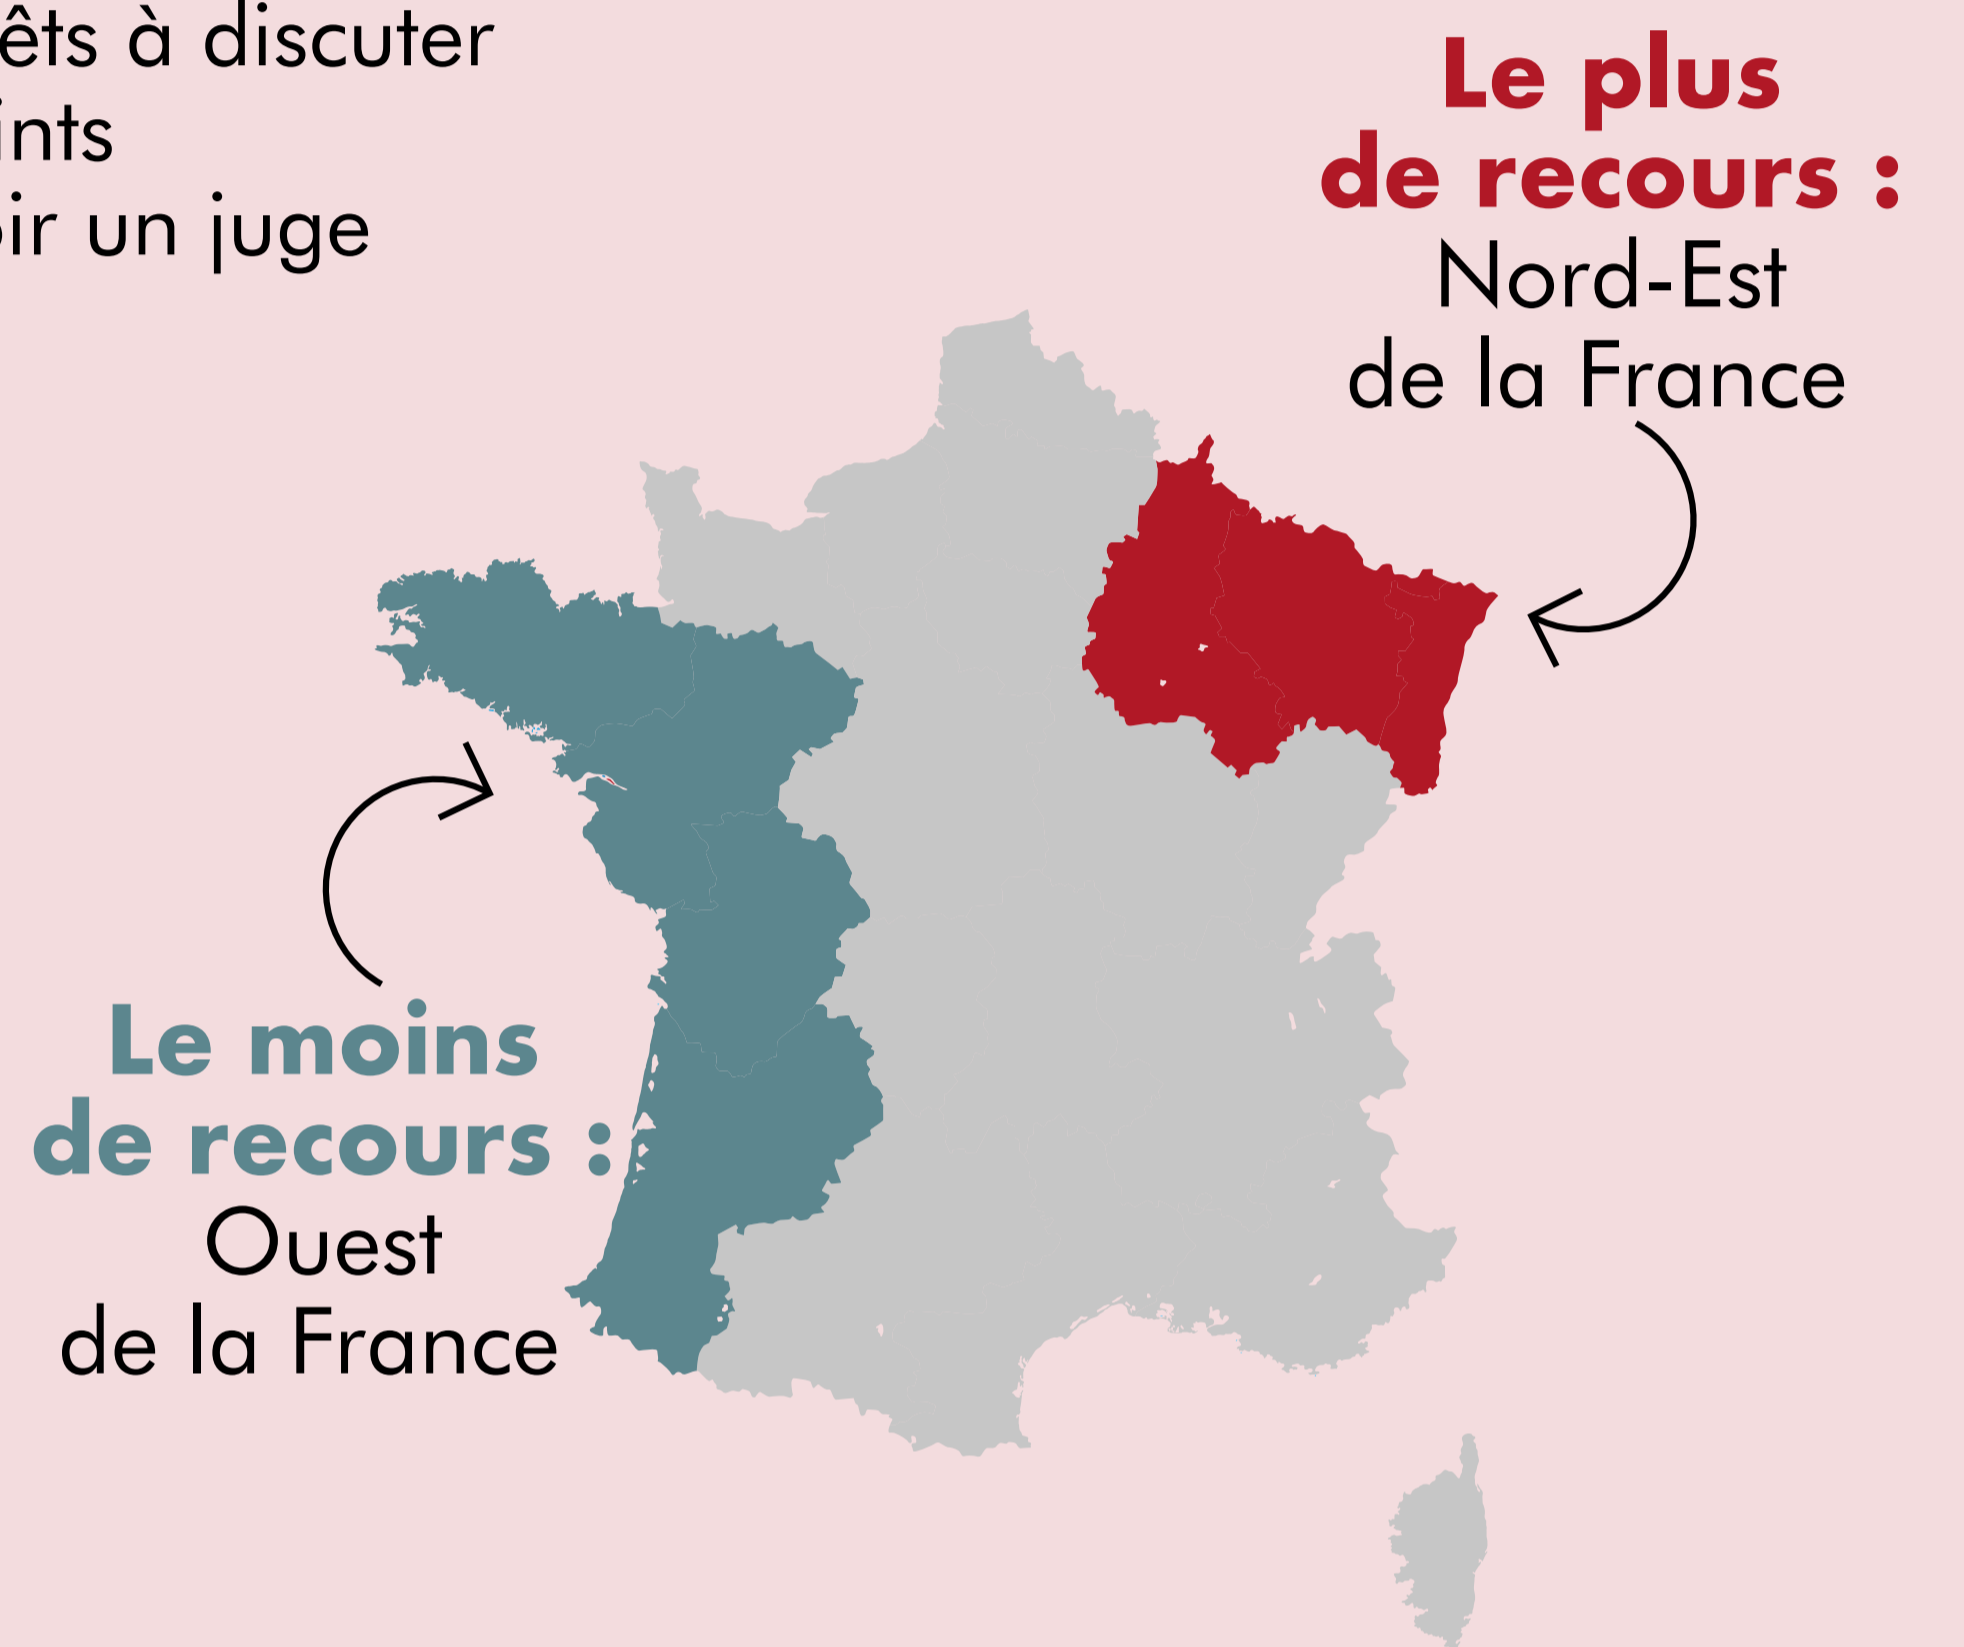 êts à discuter
ints
oir un juge
Le plus
de recours :
Nord-Est
de la France
Le moins
de recours :
Ouest
de la France